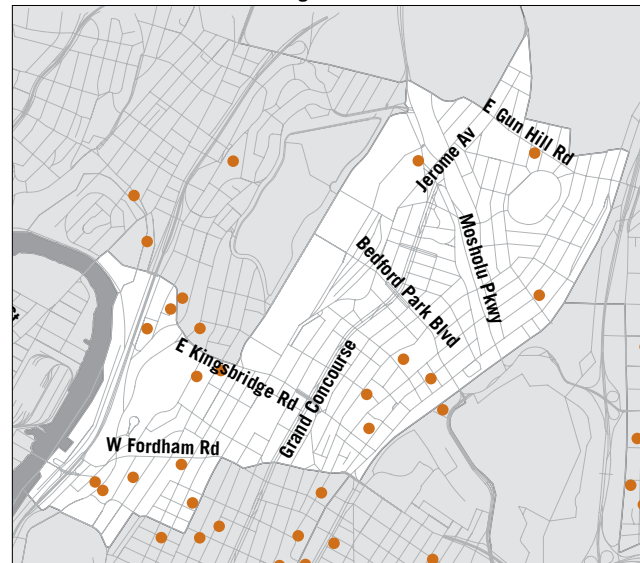 E Gun Hill Rd
Jerome Av
Mosholu Pkwy
Bedford Park Blvd
E Kingsbridge Rd
Grand Concourse
W Fordham Rd